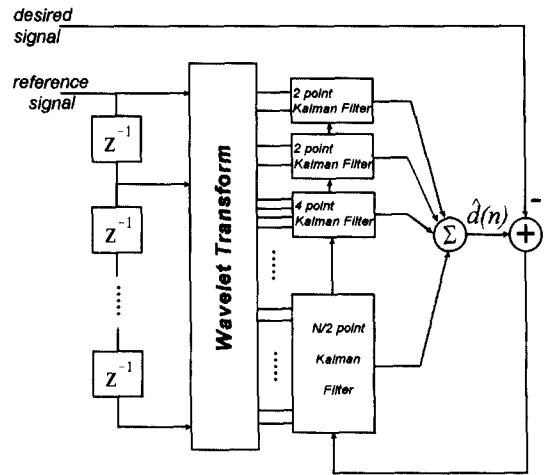 desired
signal
reference
signal
z⁻¹
z⁻¹
z⁻¹
Wavelet Transform
2 point
Kalman Filter
2 point
Kalman Filter
4 point
Kalman Filter
N/2 point
Kalman
Filter
Σ
d̂(n)
-
+